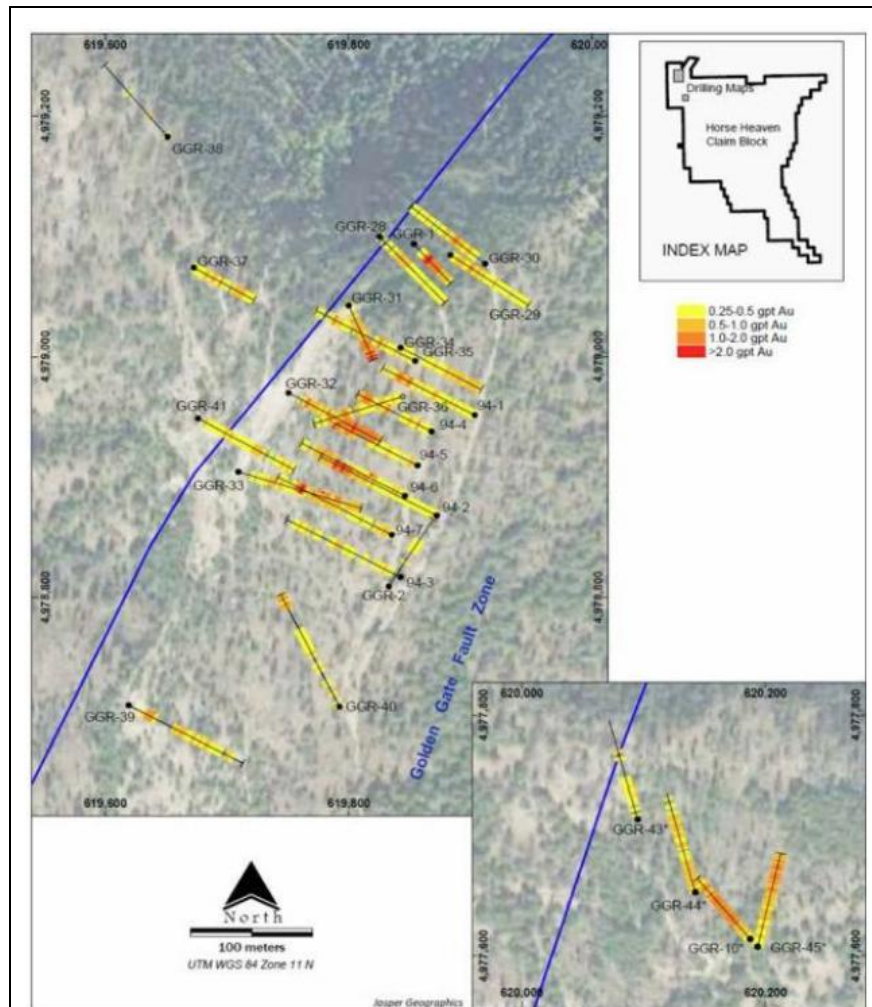 619,600
619,800
620,00
4,979,200
4,979,200
GGR-38
Drilling Maps
Horse Heaven
Claim Block
INDEX MAP
GGR-28
GGR-1
GGR-30
GGR-37
GGR-29
GGR-31
0.25-0.5 gpt Au
0.5-1.0 gpt Au
1.0-2.0 gpt Au
>2.0 gpt Au
GGR-34
GGR-35
4,979,000
4,979,000
GGR-32
GGR-36
94-1
GGR-41
94-4
94-5
GGR-33
94-6
94-2
94-7
94-3
GGR-2
4,978,800
4,978,800
Golden Gate Fault Zone
GGR-40
GGR-39
619,600
619,800
620,000
620,200
4,977,800
4,977,800
GGR-43*
GGR-44*
GGR-10*
GGR-45*
4,977,600
4,977,600
620,000
620,200
North
100 meters
UTM WGS 84 Zone 11 N
Jasper Geographics